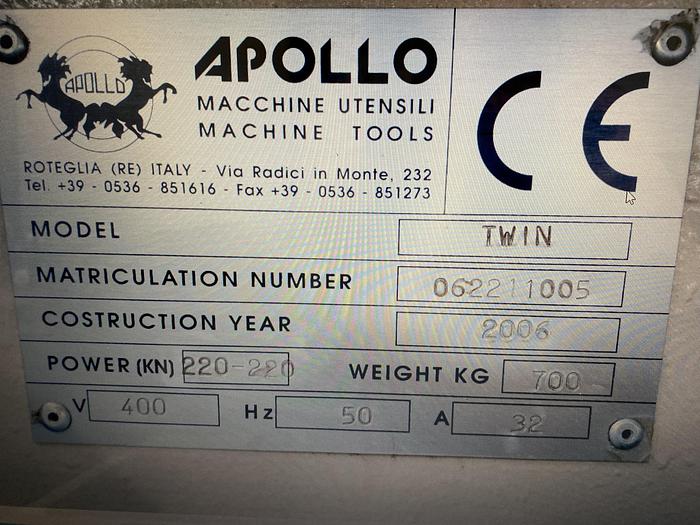 APOLLO
APOLLO
MACCHINE UTENSILI
MACHINE TOOLS
CE
ROTEGLIA (RE) ITALY - Via Radici in Monte, 232
Tel. +39 - 0536 - 851616 - Fax +39 - 0536 - 851273
MODEL TWIN
MATRICULATION NUMBER 062211005
COSTRUCTION YEAR 2006
POWER (KN) 220-220 WEIGHT KG 700
V 400 Hz 50 A 32